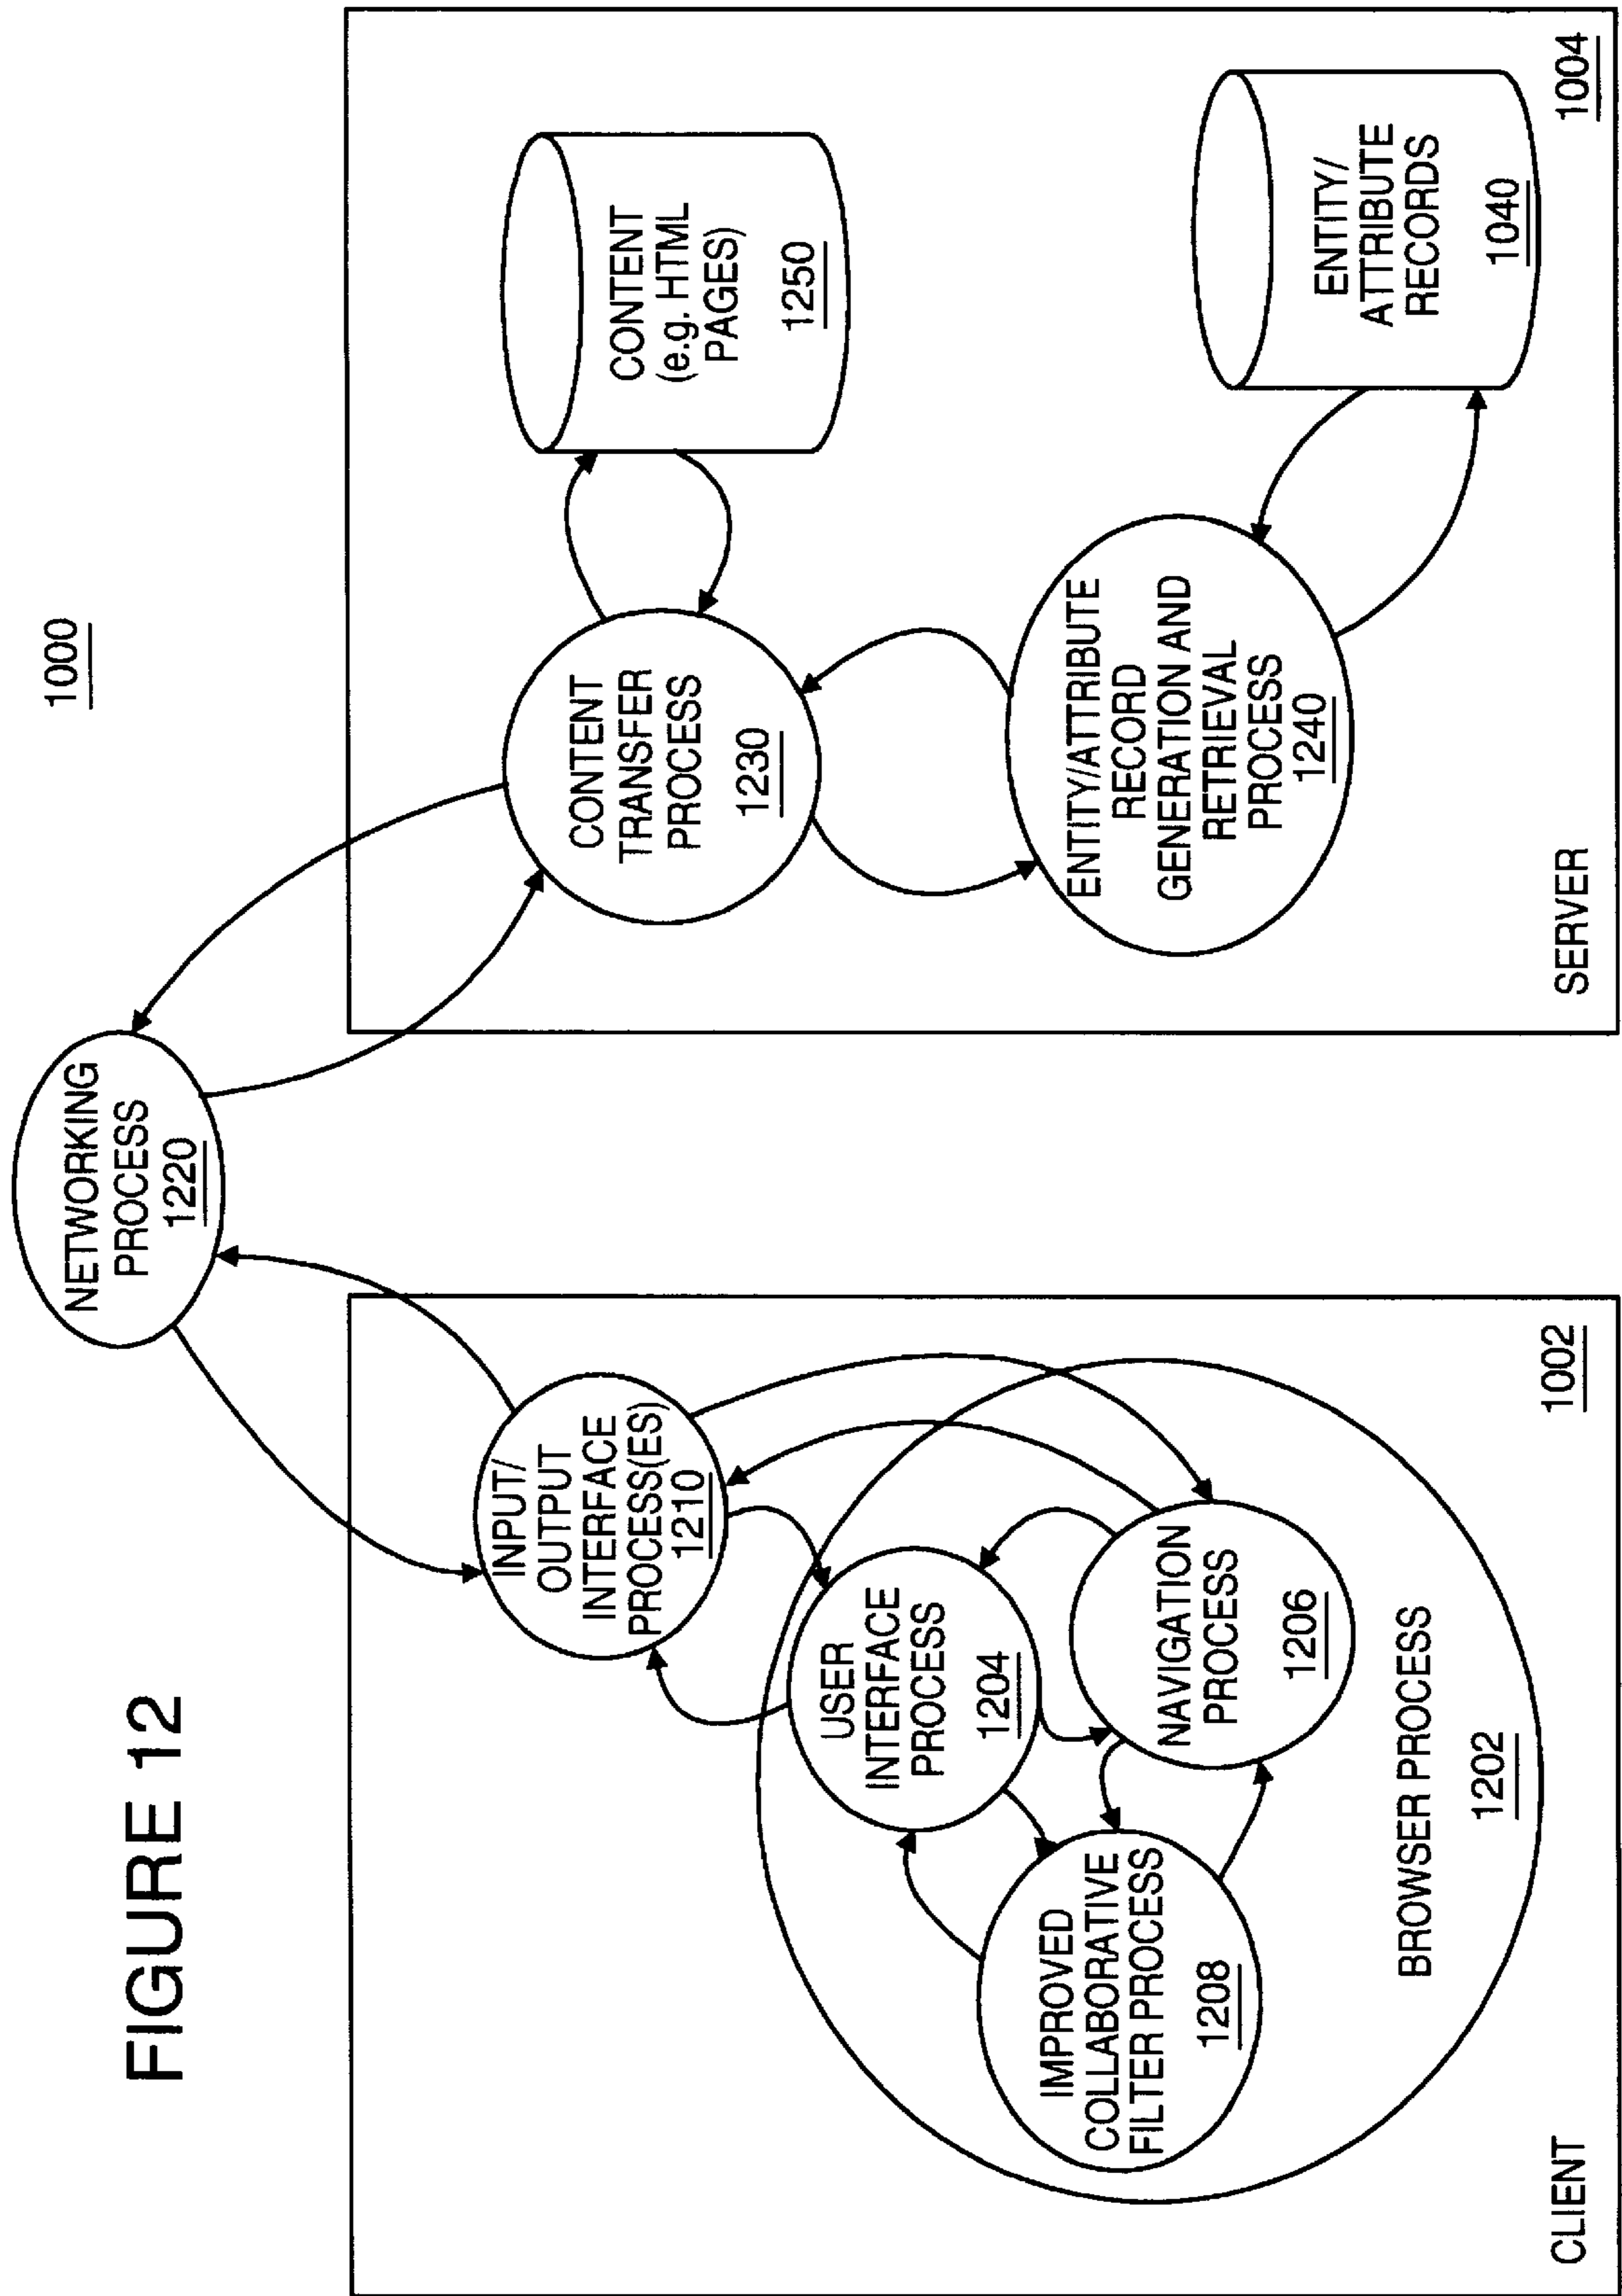 FIGURE 12
1000
NETWORKING
PROCESS
1220
CLIENT
1002
INPUT/
OUTPUT
INTERFACE
PROCESS(ES)
1210
USER
INTERFACE
PROCESS
1204
NAVIGATION
PROCESS
1206
IMPROVED
COLLABORATIVE
FILTER PROCESS
1208
BROWSER PROCESS
1202
SERVER
1004
CONTENT
TRANSFER
PROCESS
1230
CONTENT
(e.g. HTML
PAGES)
1250
ENTITY/ATTRIBUTE
RECORD
GENERATION AND
RETRIEVAL
PROCESS
1240
ENTITY/
ATTRIBUTE
RECORDS
1040